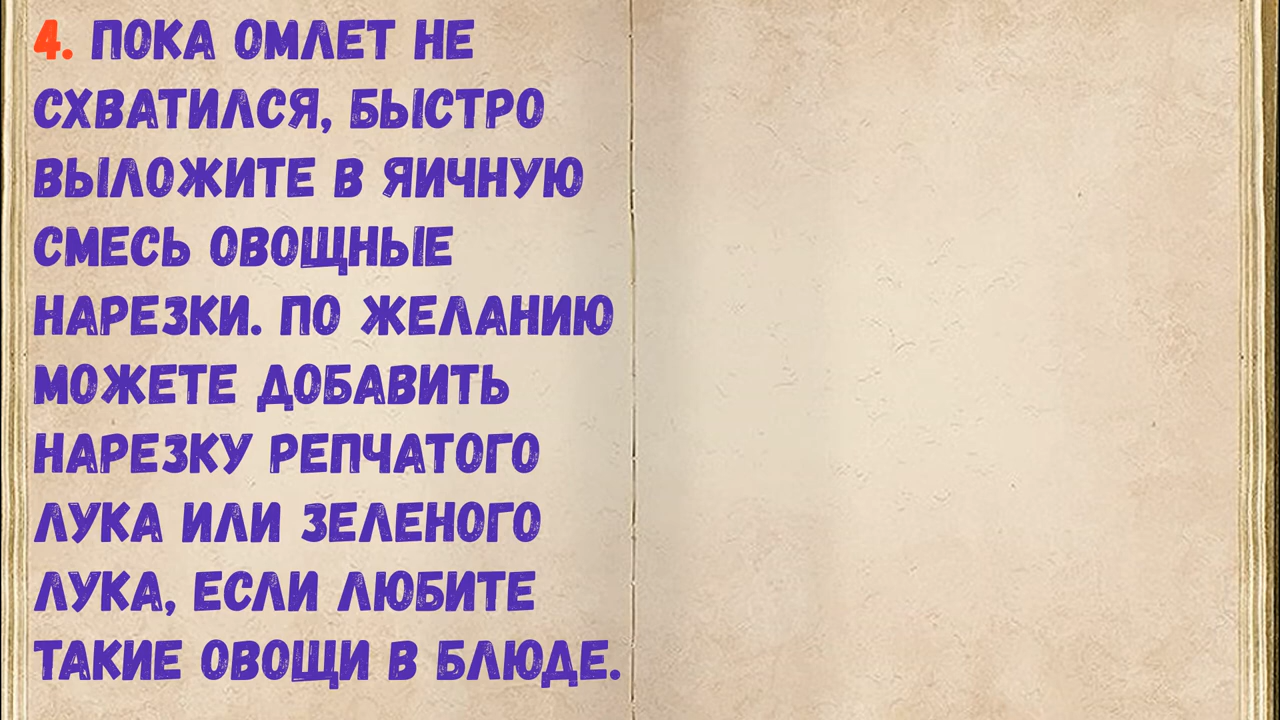 4. ПОКА ОМЛЕТ НЕ
СХВАТИЛСЯ, БЫСТРО
ВЫЛОЖИТЕ В ЯИЧНУЮ
СМЕСЬ ОВОЩНЫЕ
НАРЕЗКИ. ПО ЖЕЛАНИЮ
МОЖЕТЕ ДОБАВИТЬ
НАРЕЗКУ РЕПЧАТОГО
ЛУКА ИЛИ ЗЕЛЕНОГО
ЛУКА, ЕСЛИ ЛЮБИТЕ
ТАКИЕ ОВОЩИ В БЛЮДЕ.